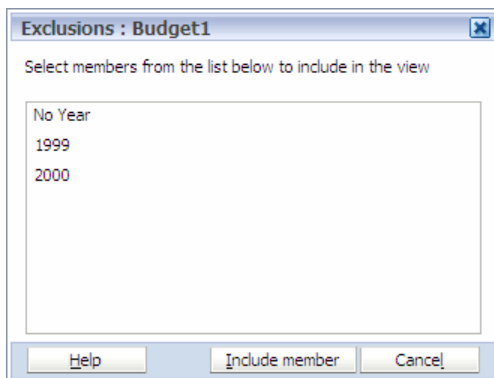 Exclusions : Budget1
Select members from the list below to include in the view
No Year
1999
2000
Help Include member Cancel